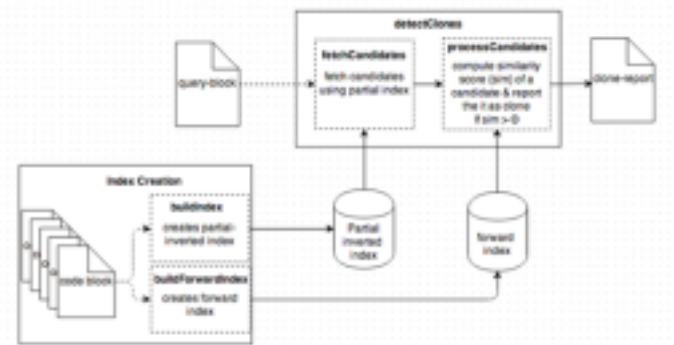 detectClones
fetchCandidates
fetch candidates
using partial index
processCandidates
compute similarity
score (sim) of a
candidate & report
the it as clone
query-block
clone-report
Index Creation
buildIndex
creates partial-
inverted index
buildForwardIndex
creates forward
index
code block
Partial
inverted
index
forward
index